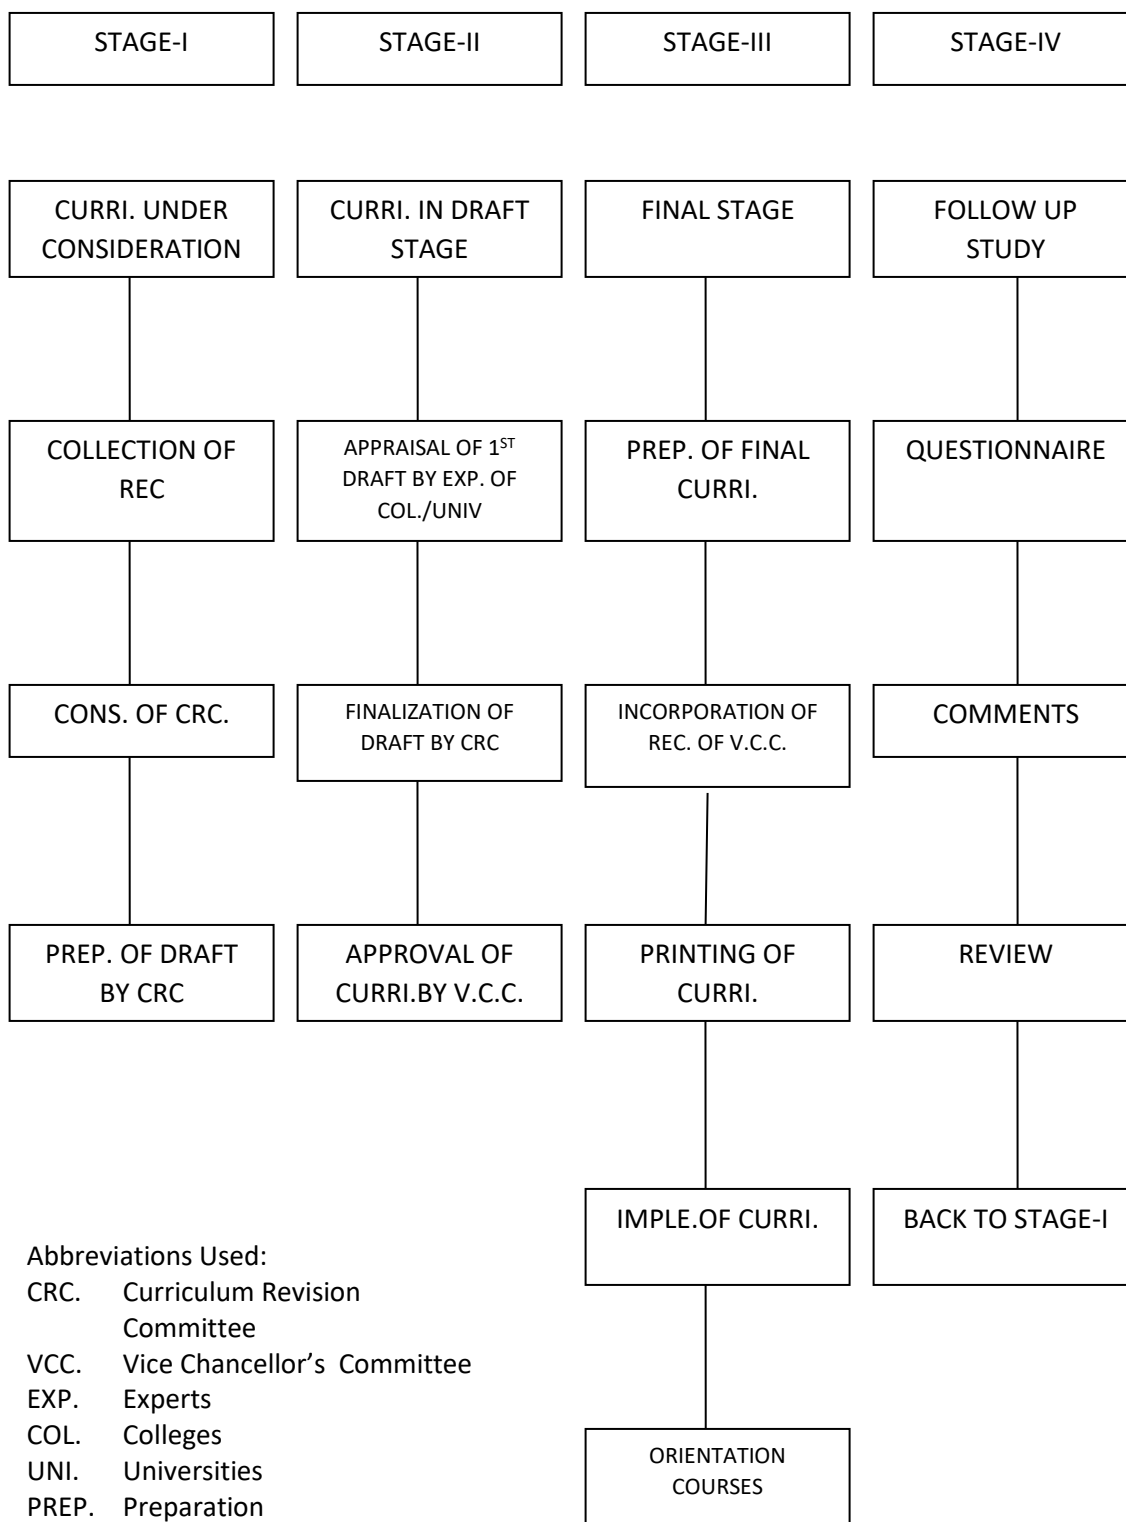 STAGE-I
STAGE-II
STAGE-III
STAGE-IV
CURRI. UNDER
CONSIDERATION
CURRI. IN DRAFT
STAGE
FINAL STAGE
FOLLOW UP
STUDY
COLLECTION OF
REC
APPRAISAL OF 1ST
DRAFT BY EXP. OF
COL./UNIV
PREP. OF FINAL
CURRI.
QUESTIONNAIRE
CONS. OF CRC.
FINALIZATION OF
DRAFT BY CRC
INCORPORATION OF
REC. OF V.C.C.
COMMENTS
PREP. OF DRAFT
BY CRC
APPROVAL OF
CURRI.BY V.C.C.
PRINTING OF
CURRI.
REVIEW
IMPLE.OF CURRI.
BACK TO STAGE-I
ORIENTATION
COURSES
Abbreviations Used:
CRC. Curriculum Revision
Committee
VCC. Vice Chancellor’s  Committee
EXP. Experts
COL. Colleges
UNI. Universities
PREP. Preparation